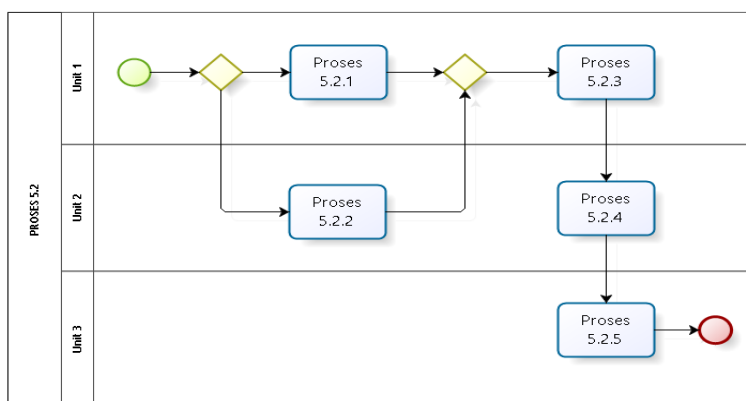 PROSES 5.2
Unit 1
Proses
5.2.1
Proses
5.2.3
Unit 2
Proses
5.2.2
Proses
5.2.4
Unit 3
Proses
5.2.5